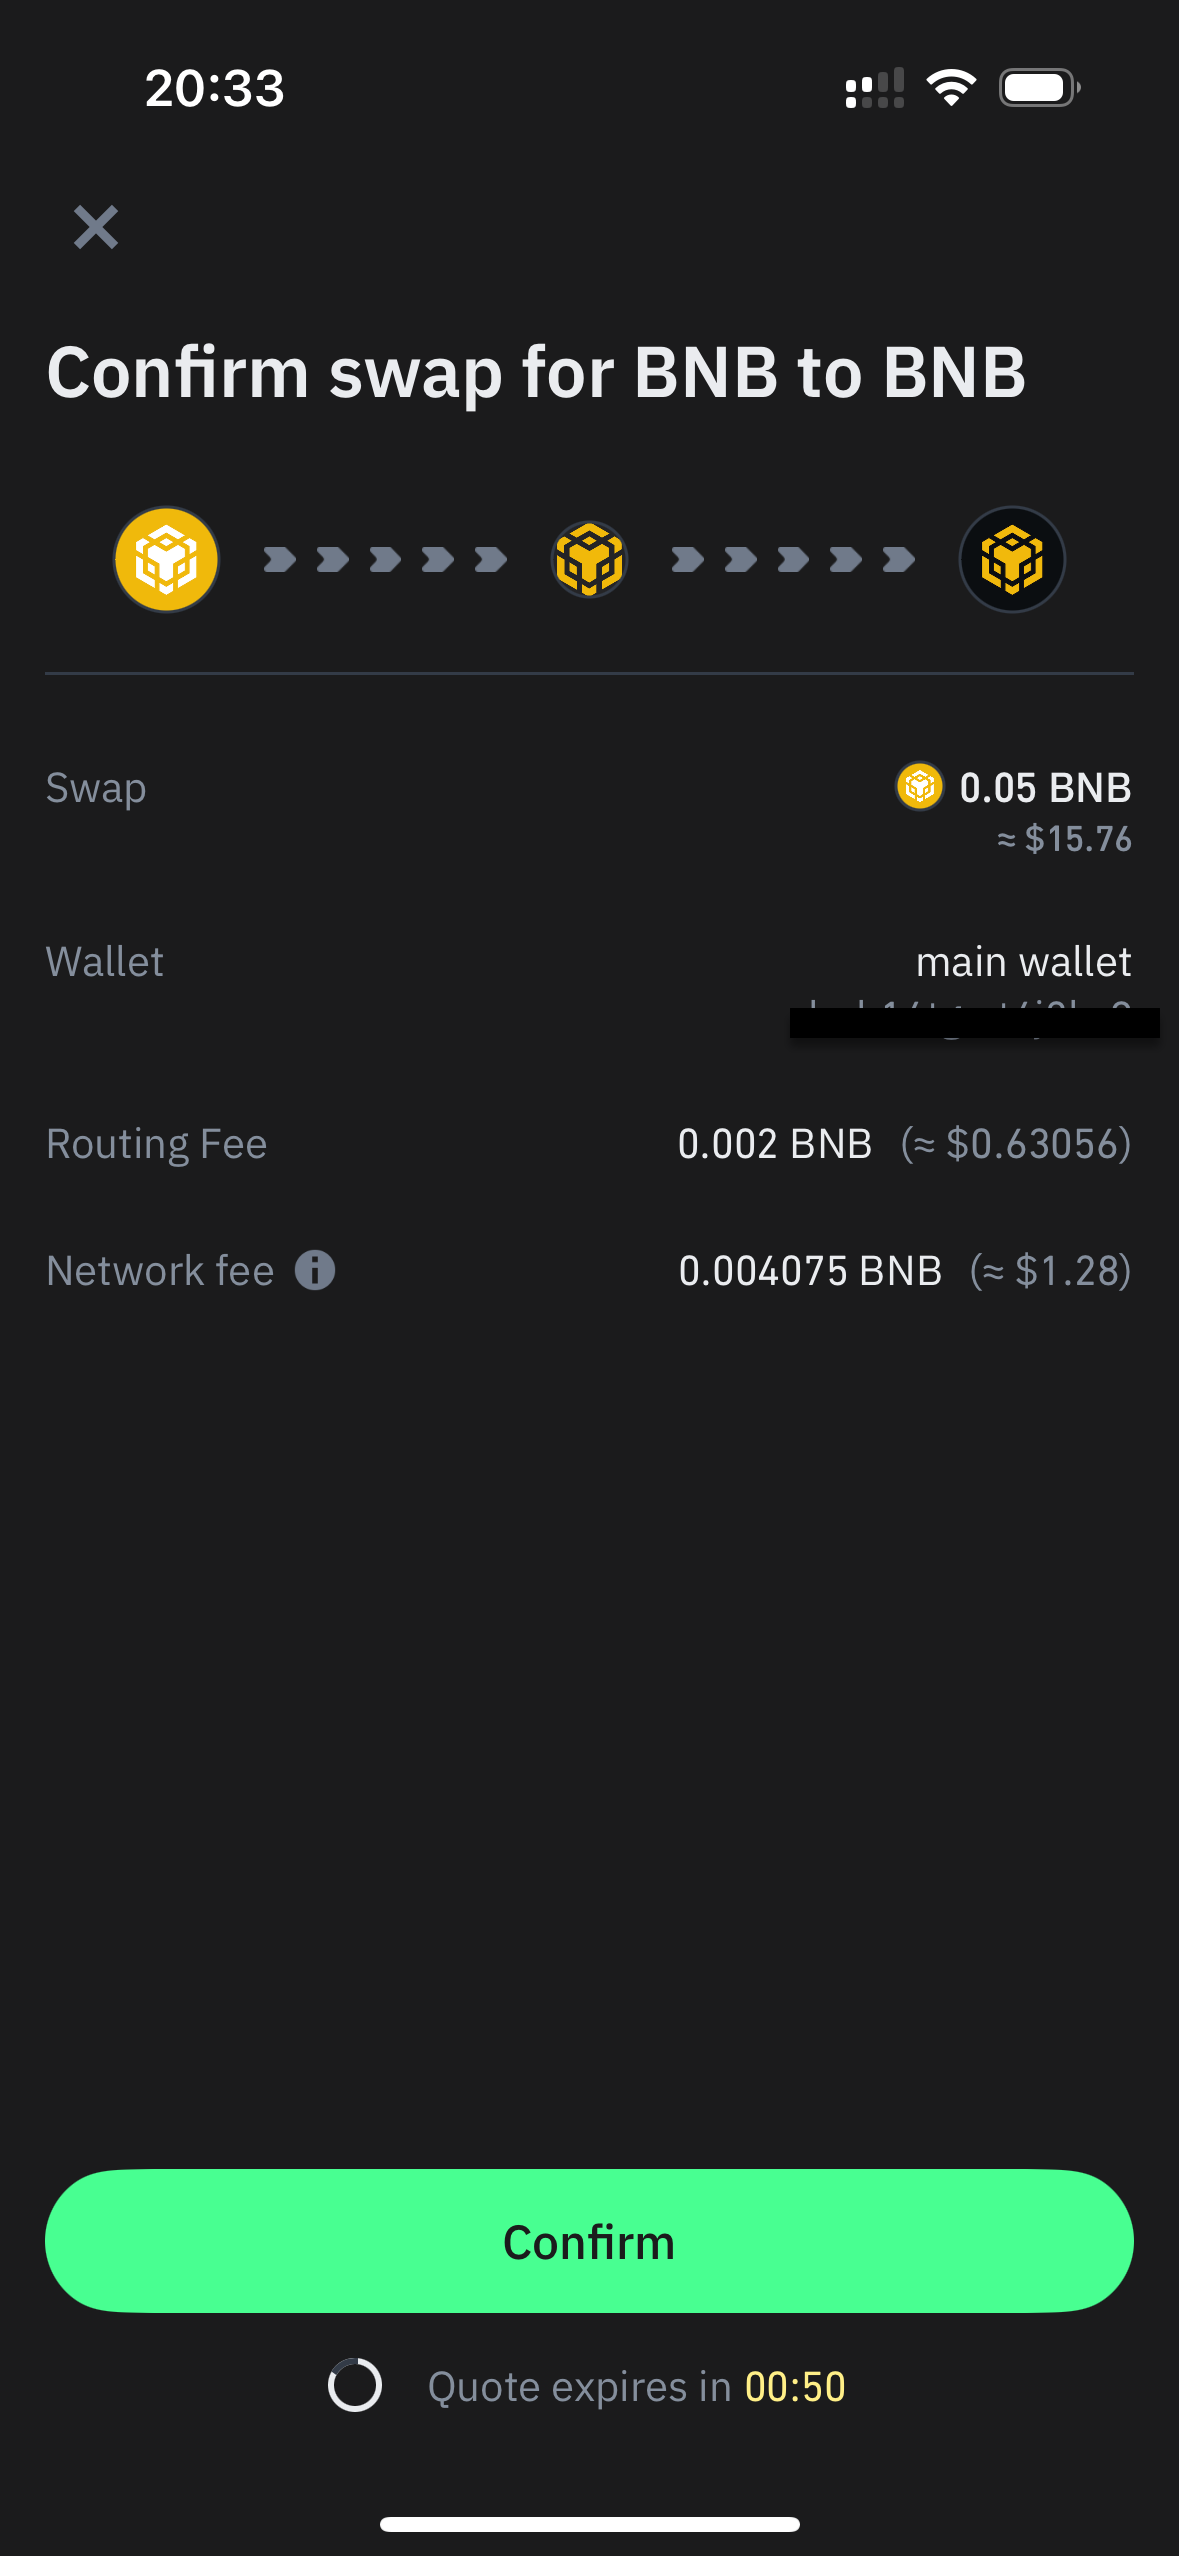 20:33
Confirm swap for BNB to BNB
Swap
0.05 BNB
≈ $15.76
Wallet
main wallet
Routing Fee
0.002 BNB (≈ $0.63056)
Network fee
0.004075 BNB (≈ $1.28)
Confirm
Quote expires in 00:50